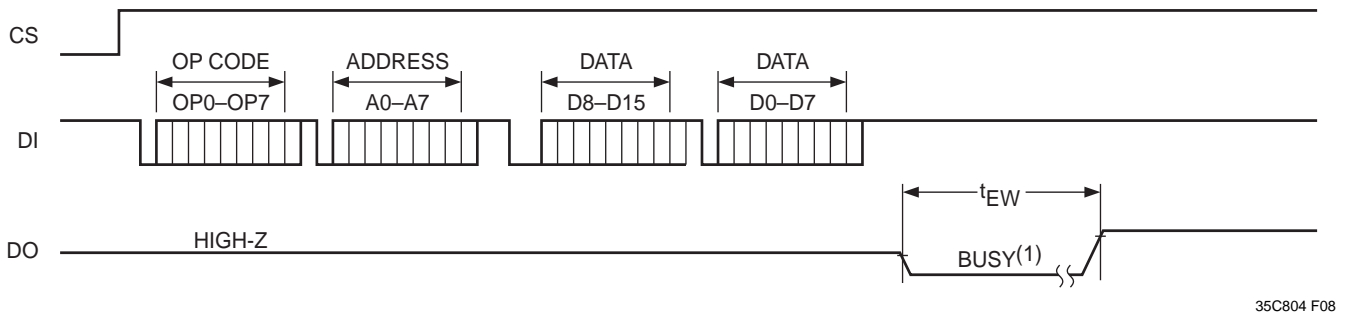 CS
OP CODE ADDRESS DATA DATA
OP0–OP7 A0–A7 D8–D15 D0–D7
DI
tEW
DO HIGH-Z BUSY(1)
35C804 F08